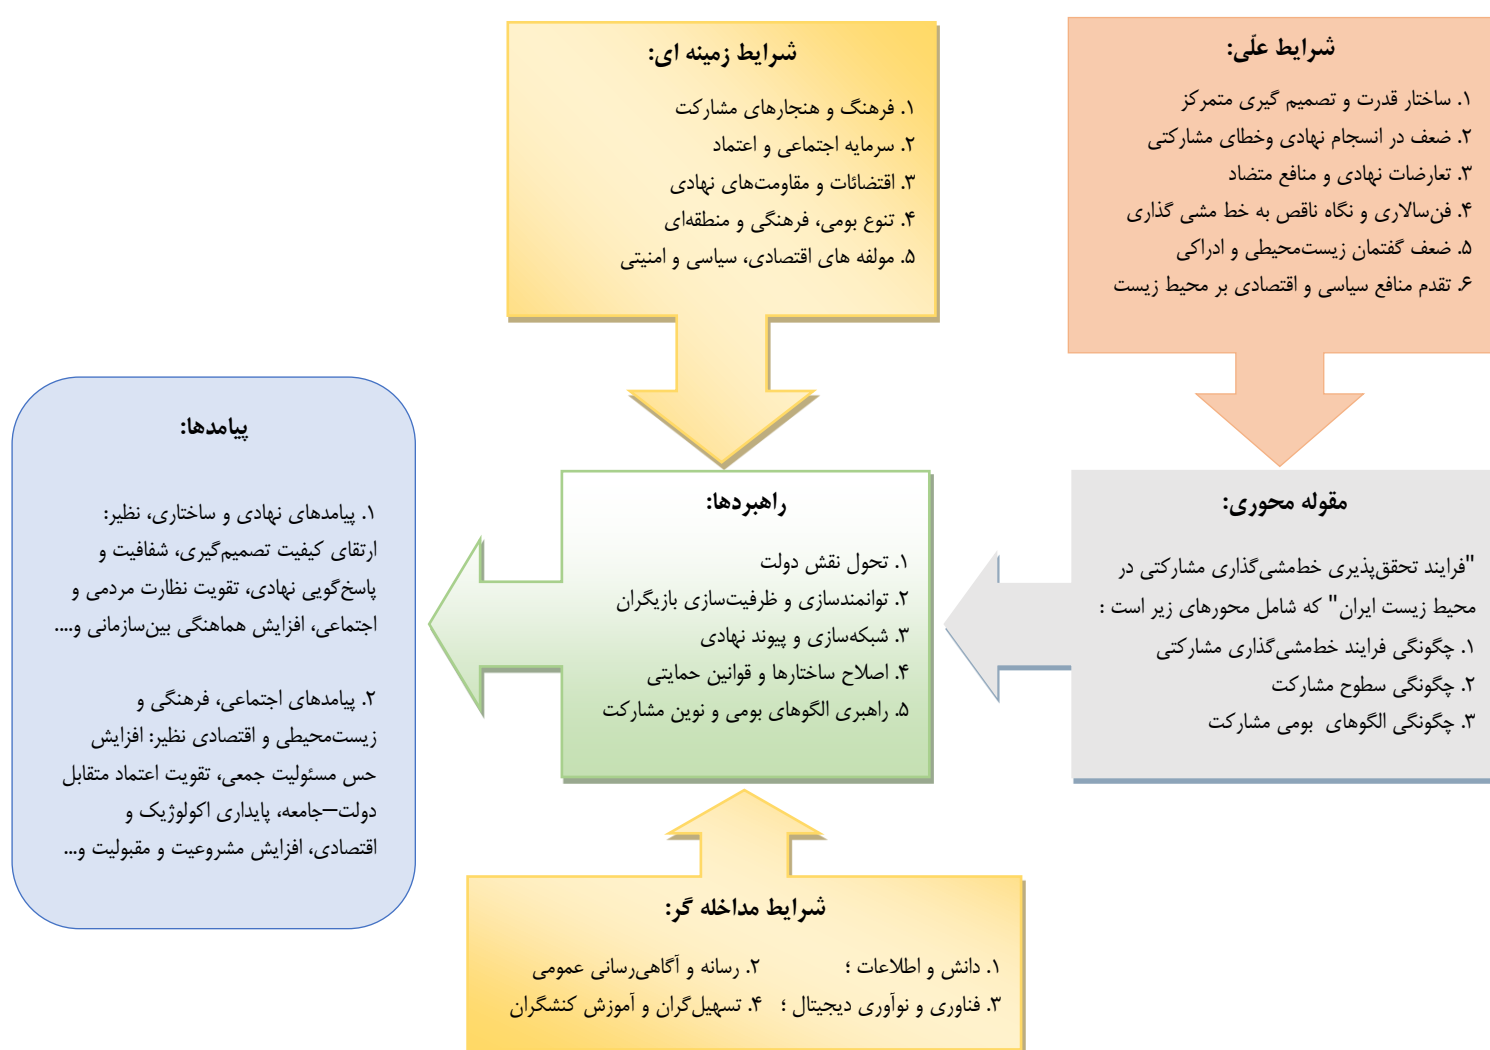 شرایط علّی:
۱. ساختار قدرت و تصمیم گیری متمرکز
۲. ضعف در انسجام نهادی وخطای مشارکتی
۳. تعارضات نهادی و منافع متضاد
۴. فن‌سالاری و نگاه ناقص به خط مشی گذاری
۵. ضعف گفتمان زیست‌محیطی و ادراکی
۶. تقدم منافع سیاسی و اقتصادی بر محیط زیست
شرایط زمینه ای:
۱. فرهنگ و هنجارهای مشارکت
۲. سرمایه اجتماعی و اعتماد
۳. اقتضائات و مقاومت‌های نهادی
۴. تنوع بومی، فرهنگی و منطقه‌ای
۵. مولفه های اقتصادی، سیاسی و امنیتی
مقوله محوری:
"فرایند تحقق‌پذیری خط‌مشی‌گذاری مشارکتی در
محیط زیست ایران" که شامل محورهای زیر است :
۱. چگونگی فرایند خط‌مشی‌گذاری مشارکتی
۲. چگونگی سطوح مشارکت
۳. چگونگی الگوهای بومی مشارکت
راهبردها:
۱. تحول نقش دولت
۲. توانمندسازی و ظرفیت‌سازی بازیگران
۳. شبکه‌سازی و پیوند نهادی
۴. اصلاح ساختارها و قوانین حمایتی
۵. راهبری الگوهای بومی و نوین مشارکت
پیامدها:
۱. پیامدهای نهادی و ساختاری، نظیر:
ارتقای کیفیت تصمیم‌گیری، شفافیت و
پاسخ‌گویی نهادی، تقویت نظارت مردمی و
اجتماعی، افزایش هماهنگی بین‌سازمانی و....
۲. پیامدهای اجتماعی، فرهنگی و
زیست‌محیطی و اقتصادی نظیر: افزایش
حس مسئولیت جمعی، تقویت اعتماد متقابل
دولت–جامعه، پایداری اکولوژیک و
اقتصادی، افزایش مشروعیت و مقبولیت و...
شرایط مداخله گر:
۱. دانش و اطلاعات ؛ ۲. رسانه و آگاهی‌رسانی عمومی
۳. فناوری و نوآوری دیجیتال ؛ ۴. تسهیل‌گران و آموزش کنشگران